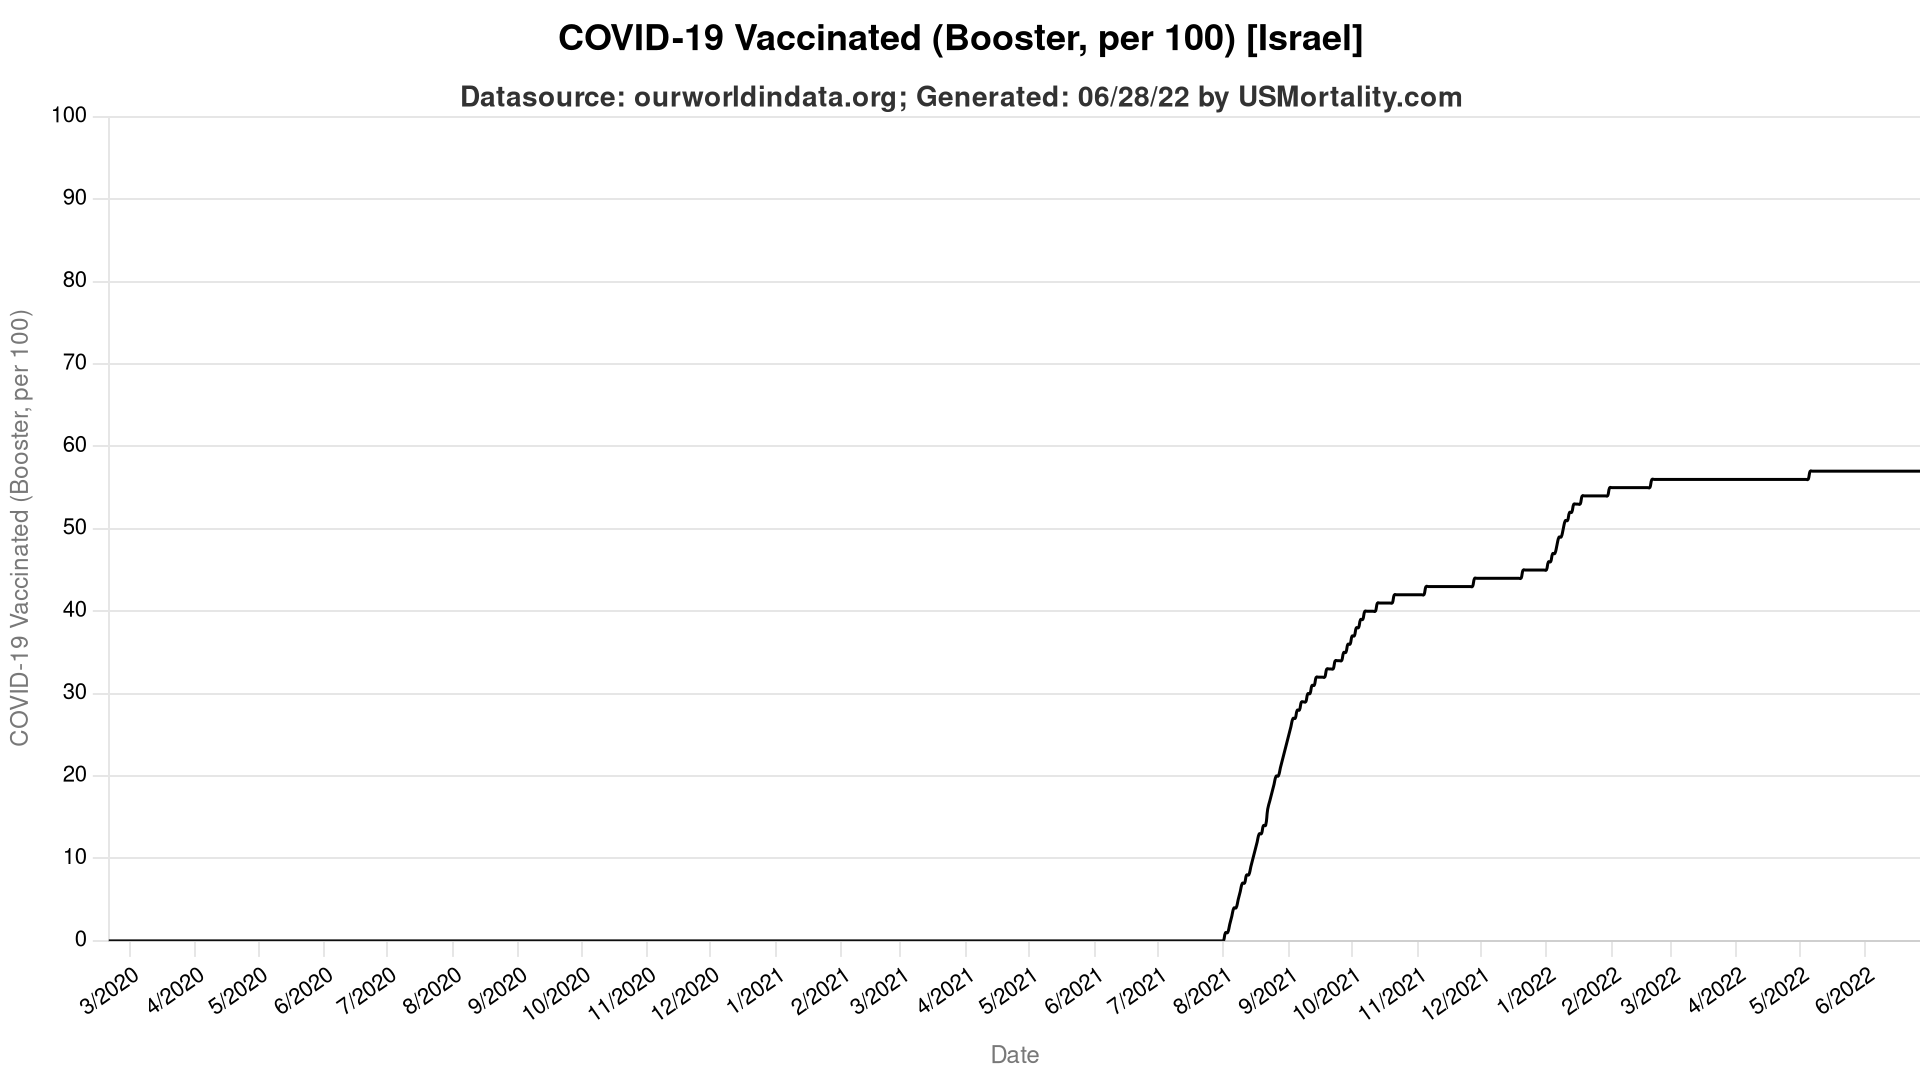 COVID-19 Vaccinated (Booster, per 100) [Israel]
Datasource: ourworldindata.org; Generated: 06/28/22 by USMortality.com
COVID-19 Vaccinated (Booster, per 100)
100
90
80
70
60
50
40
30
20
10
0
3/2020 4/2020 5/2020 6/2020 7/2020 8/2020 9/2020 10/2020 11/2020 12/2020 1/2021 2/2021 3/2021 4/2021 5/2021 6/2021 7/2021 8/2021 9/2021 10/2021 11/2021 12/2021 1/2022 2/2022 3/2022 4/2022 5/2022 6/2022
Date